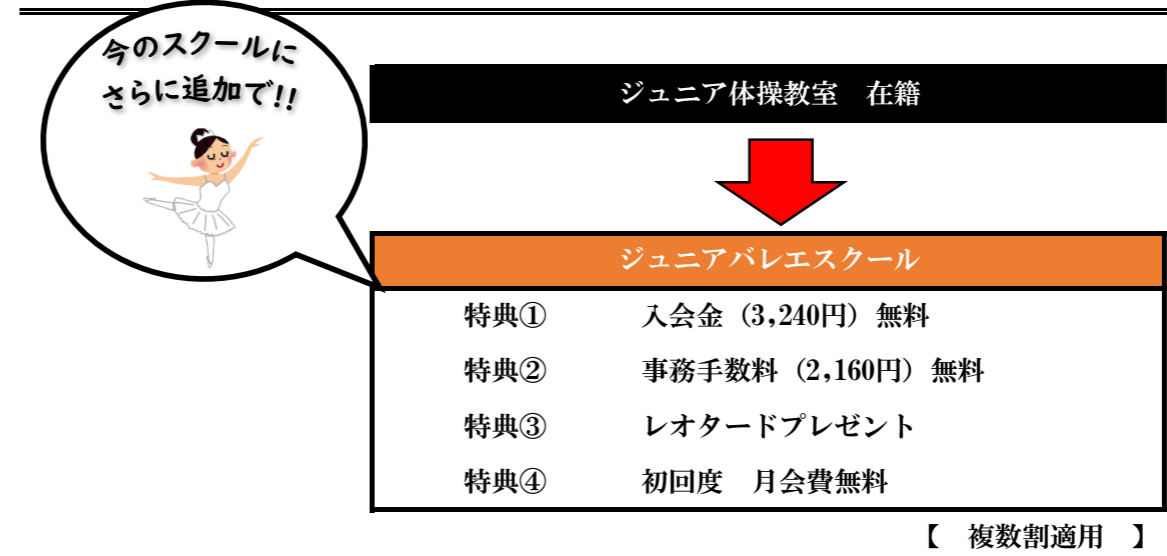 今のスクールに
さらに追加で!!
ジュニア体操教室　在籍
ジュニアバレエスクール
特典①　入会金（3,240円）無料
特典②　事務手数料（2,160円）無料
特典③　レオタードプレゼント
特典④　初回度　月会費無料
【　複数割適用　】